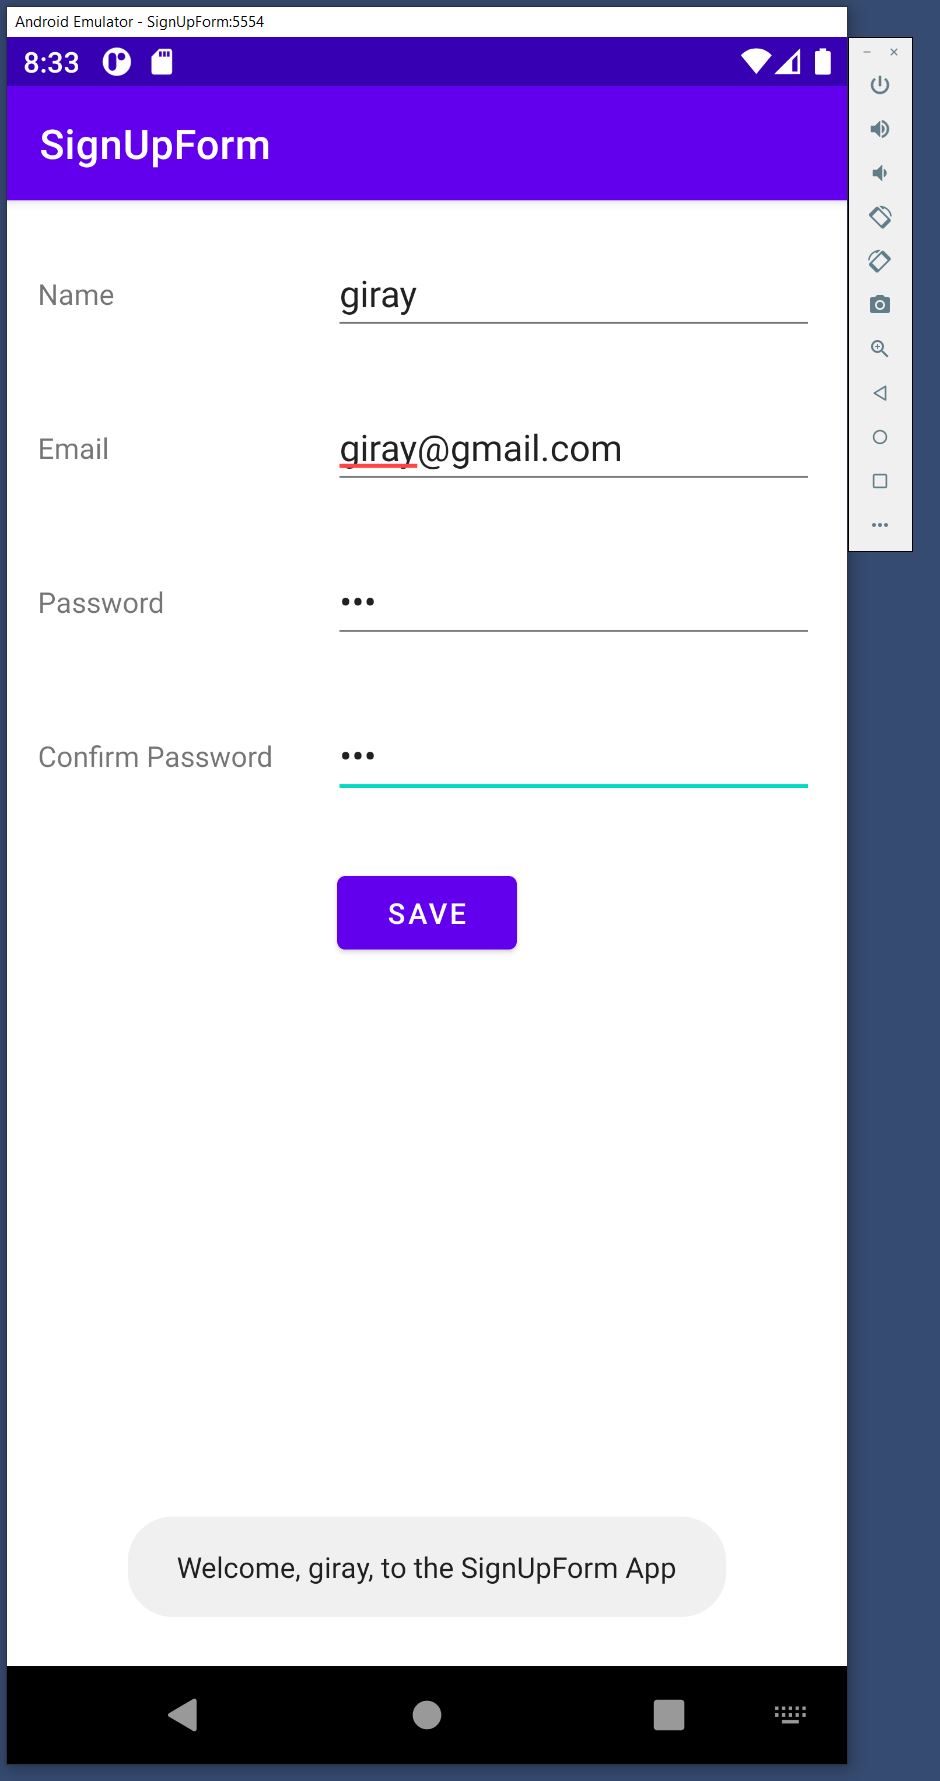 Android Emulator - SignUpForm:5554
8:33
SignUpForm
Name giray
Email giray@gmail.com
Password •••
Confirm Password •••
SAVE
Welcome, giray, to the SignUpForm App